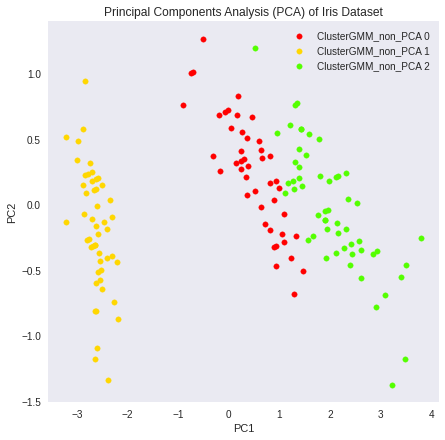 Principal Components Analysis (PCA) of Iris Dataset
ClusterGMM_non_PCA 0
ClusterGMM_non_PCA 1
ClusterGMM_non_PCA 2
1.0
0.5
0.0
−0.5
−1.0
−1.5
PC2
−3
−2
−1
0
1
2
3
4
PC1